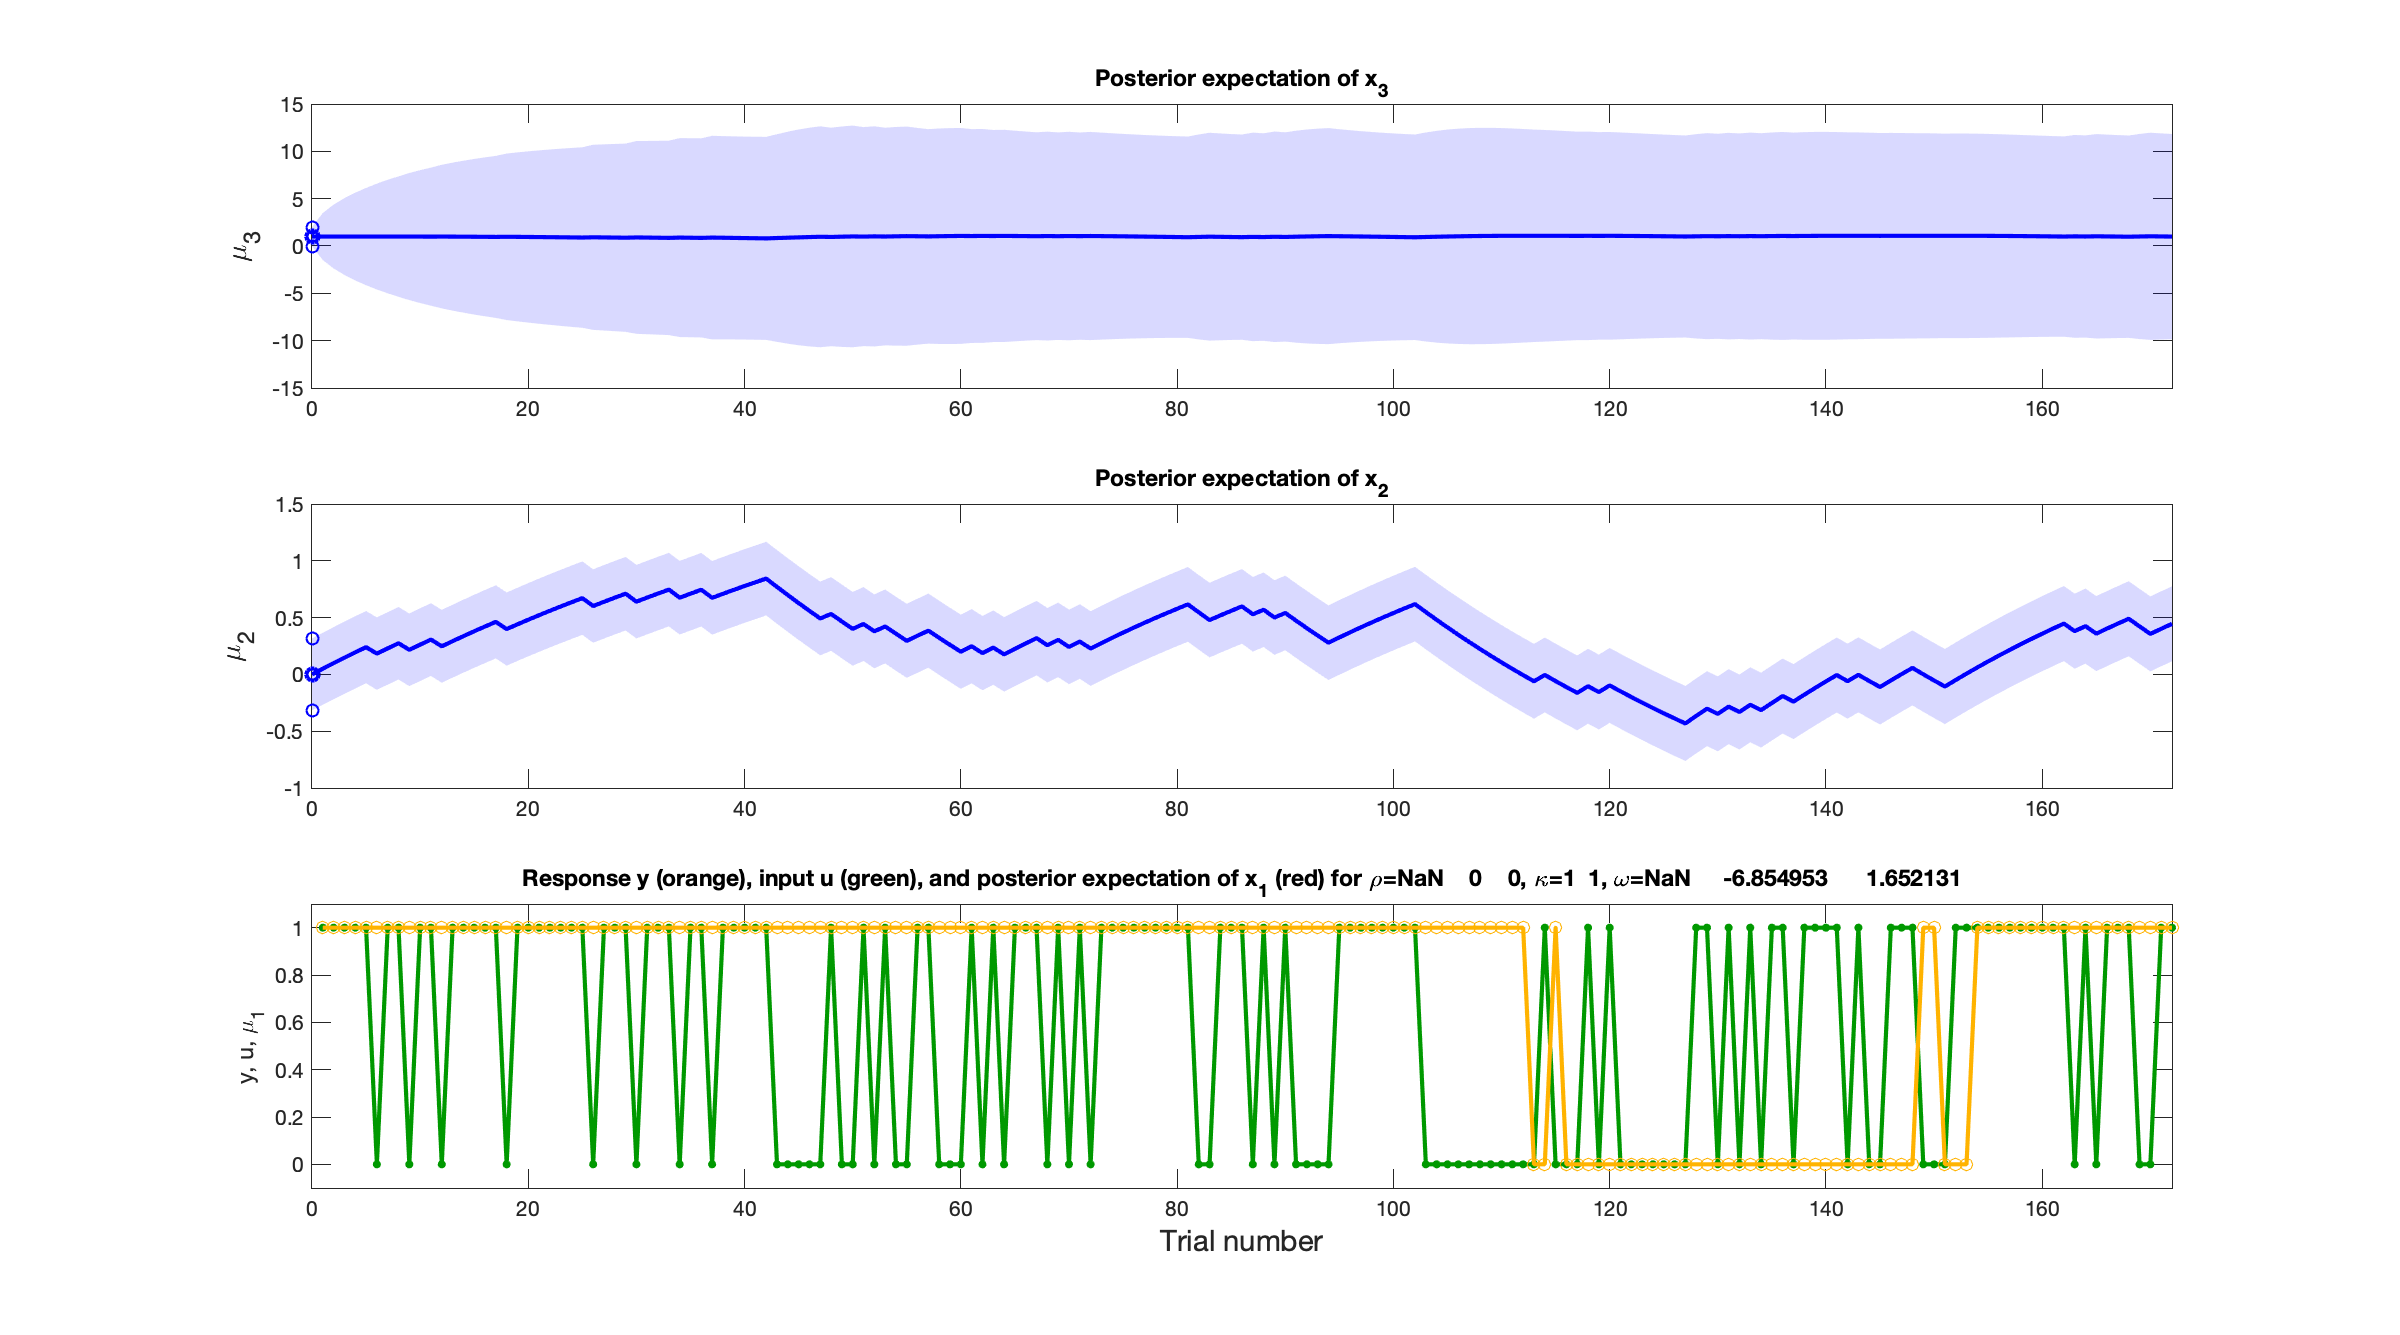 Posterior expectation of x₃
μ₃
15
10
5
0
-5
-10
-15
0 20 40 60 80 100 120 140 160
Posterior expectation of x₂
μ₂
1.5
1
0.5
0
-0.5
-1
0 20 40 60 80 100 120 140 160
Response y (orange), input u (green), and posterior expectation of x₁ (red) for ρ=NaN 0 0, κ=1 1, ω=NaN -6.854953 1.652131
y, u, μ₁
1
0.8
0.6
0.4
0.2
0
0 20 40 60 80 100 120 140 160
Trial number